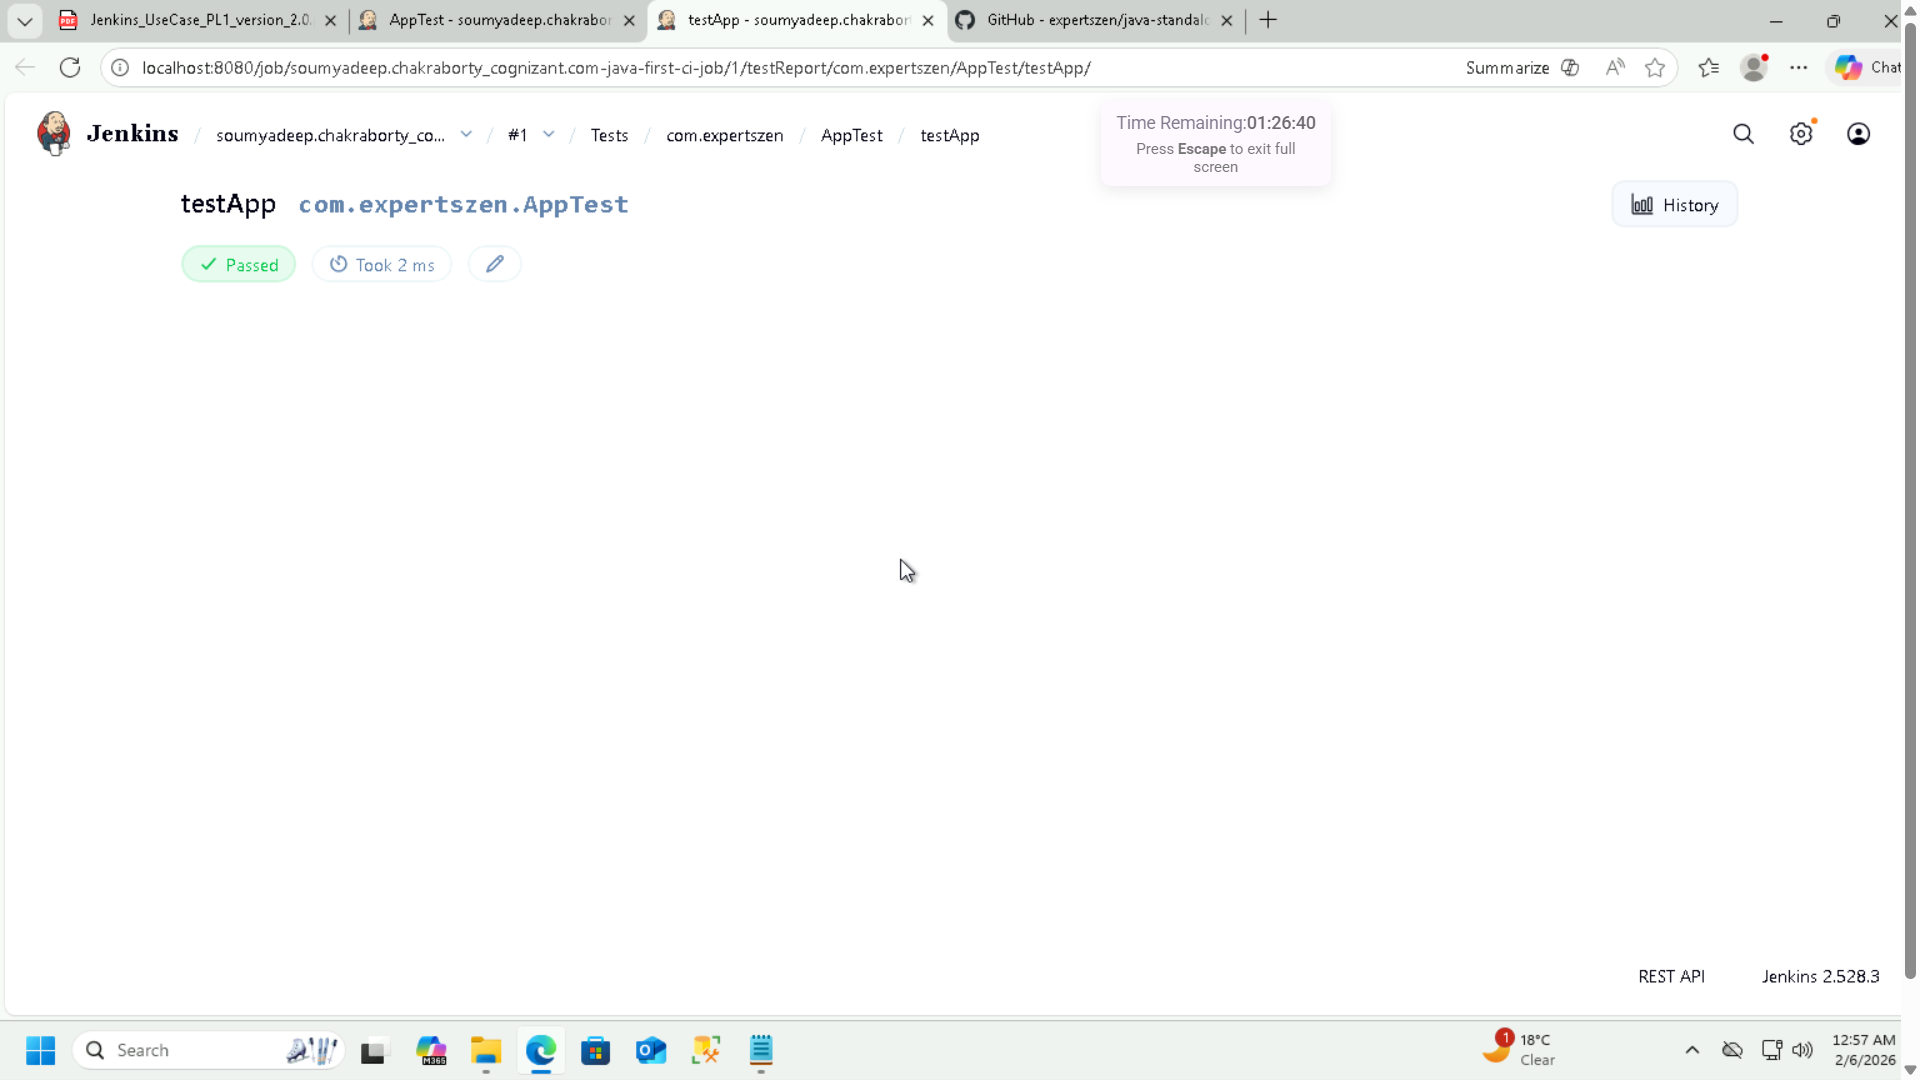 Jenkins_UseCase_PL1_version_2.0.
AppTest - soumyadeep.chakrabor
testApp - soumyadeep.chakrabor
GitHub - expertszen/java-standal
localhost:8080/job/soumyadeep.chakraborty_cognizant.com-java-first-ci-job/1/testReport/com.expertszen/AppTest/testApp/
Summarize
Chat
Jenkins / soumyadeep.chakraborty_co... / #1 / Tests / com.expertszen / AppTest / testApp
Time Remaining:01:26:40
Press Escape to exit full
screen
testApp com.expertszen.AppTest
History
Passed
Took 2 ms
REST API
Jenkins 2.528.3
Search
M365
1
18°C
Clear
12:57 AM
2/6/2026